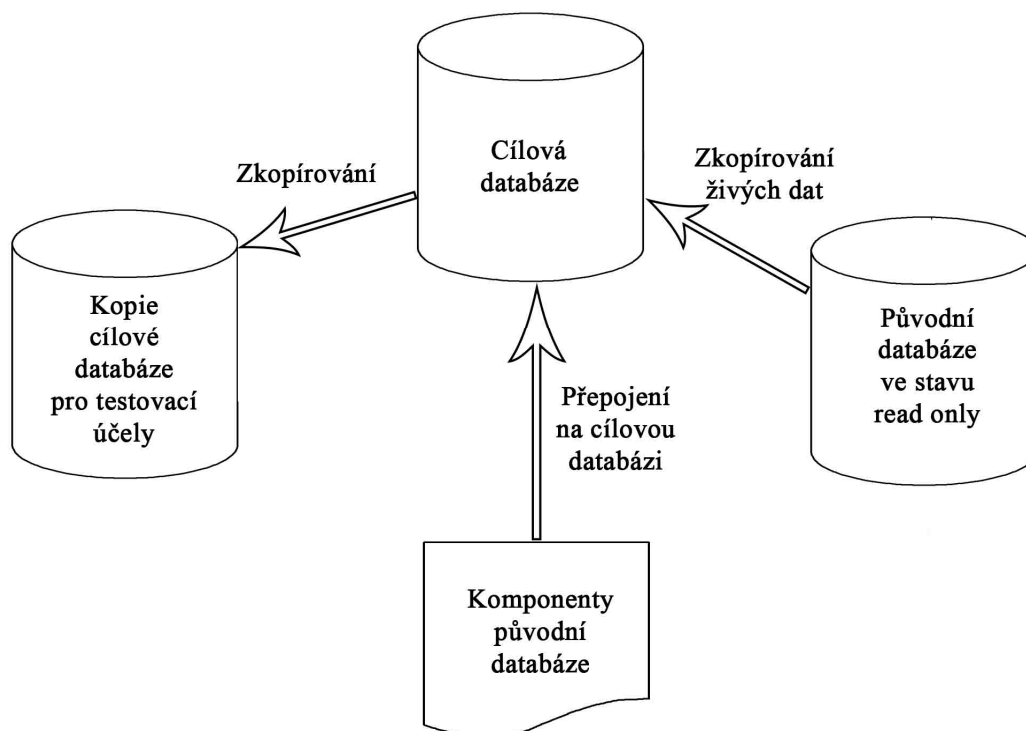 Cílová
databáze
Zkopírování
Zkopírování
živých dat
Kopie
cílové
databáze
pro testovací
účely
Původní
databáze
ve stavu
read only
Přepojení
na cílovou
databázi
Komponenty
původní
databáze